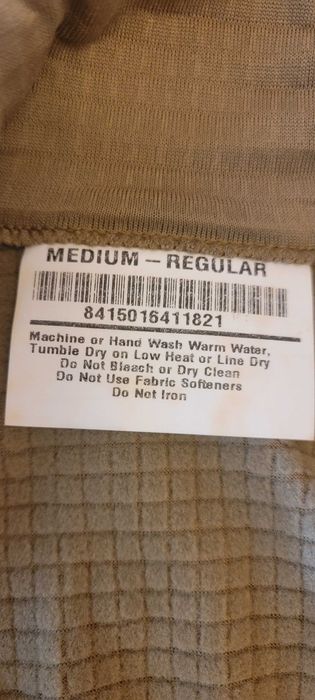 MEDIUM – REGULAR
8415016411821
Machine or Hand Wash Warm Water,
Tumble Dry on Low Heat or Line Dry
Do Not Bleach or Dry Clean
Do Not Use Fabric Softeners
Do Not Iron